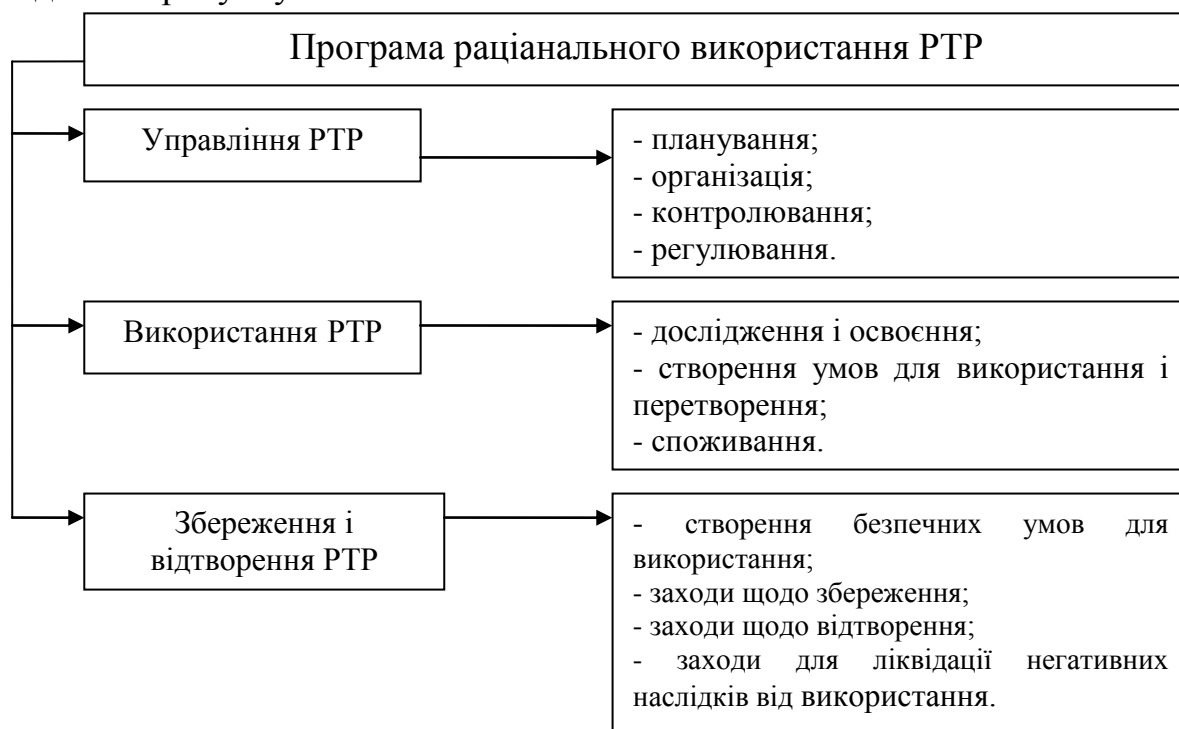 Програма раціанального використання РТР
Управління РТР
- планування;
- організація;
- контролювання;
- регулювання.
Використання РТР
- дослідження і освоєння;
- створення умов для використання і
перетворення;
- споживання.
Збереження і
відтворення РТР
- створення безпечних умов для
використання;
- заходи щодо збереження;
- заходи щодо відтворення;
- заходи для ліквідації негативних
наслідків від використання.